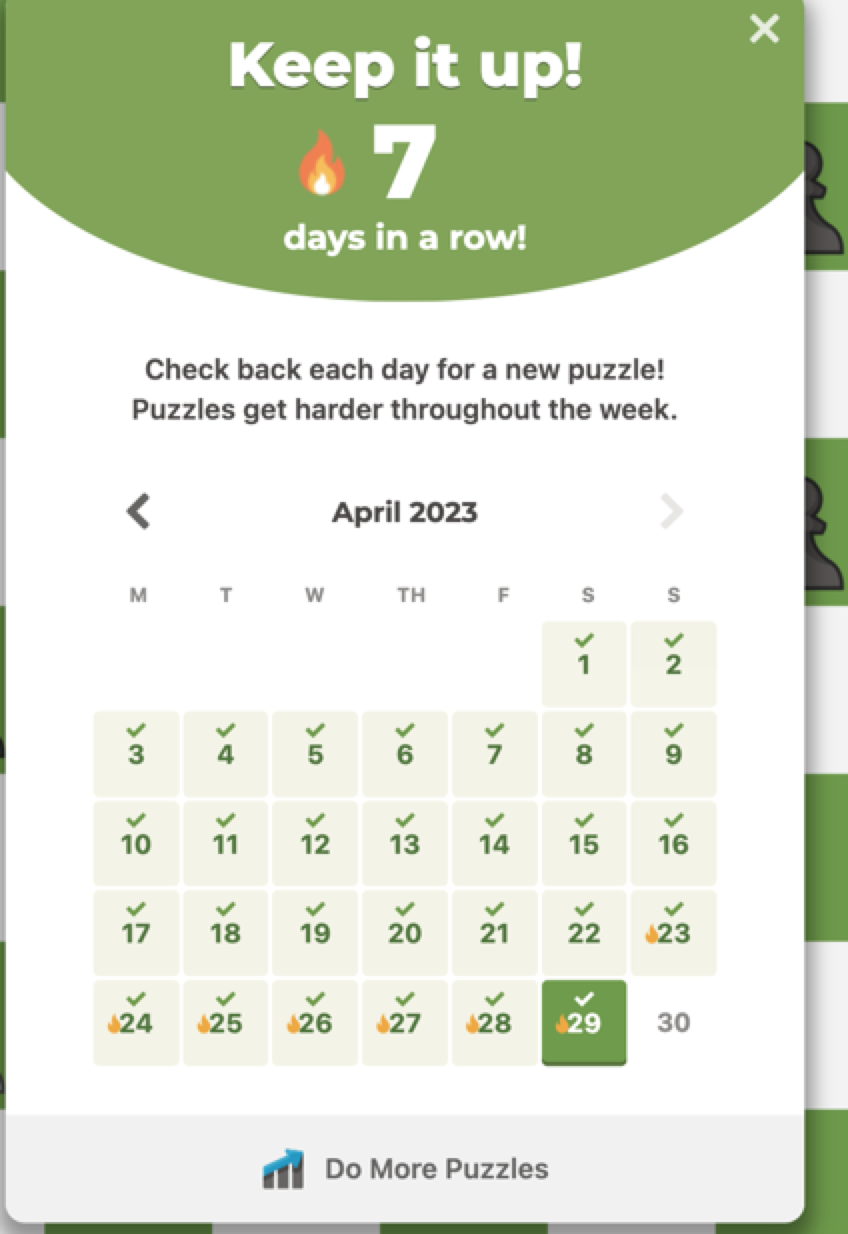 Keep it up!
7
days in a row!
Check back each day for a new puzzle!
Puzzles get harder throughout the week.
April 2023
M T W TH F S S
1 2
3 4 5 6 7 8 9
10 11 12 13 14 15 16
17 18 19 20 21 22 23
24 25 26 27 28 29 30
Do More Puzzles